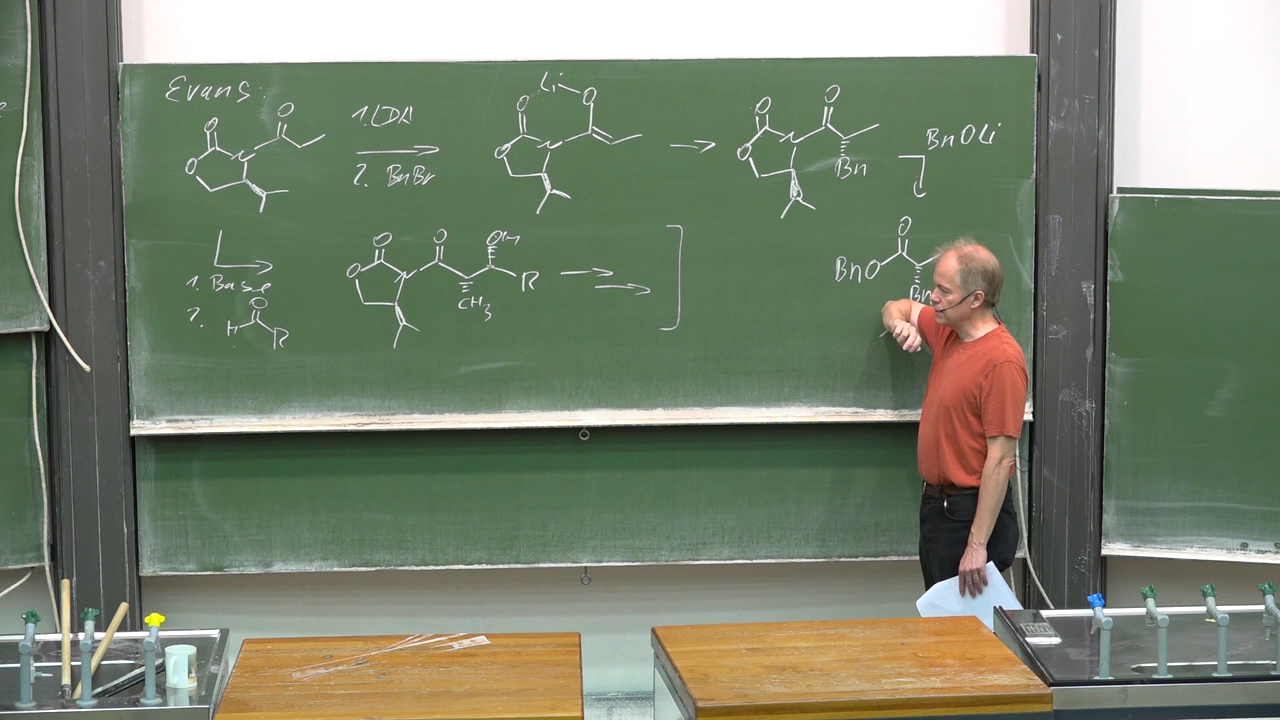 Evans:
O
O
O
N
1. LDA
2. BnBr
Li
O
O
O
N
O
O
O
N
Bn
BnOLi
1. Base
2.
O
H
R
O
O
O
N
OH
CH3
R
O
BnO
Bn